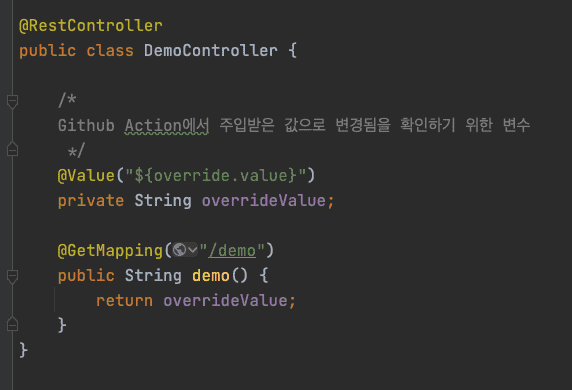 @RestController
public class DemoController {
/*
Github Action에서 주입받은 값으로 변경됨을 확인하기 위한 변수
*/
@Value("${override.value}")
private String overrideValue;
@GetMapping("/demo")
public String demo() {
return overrideValue;
}
}